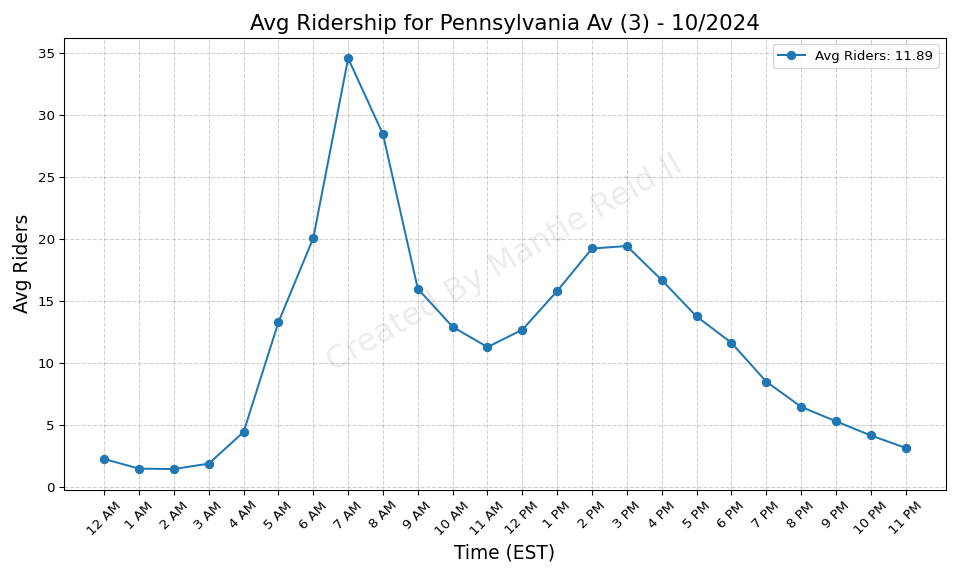 Avg Ridership for Pennsylvania Av (3) - 10/2024
Avg Riders: 11.89
Avg Riders
35
30
25
20
15
10
5
0
Created By Mantie Reid II
12 AM
1 AM
2 AM
3 AM
4 AM
5 AM
6 AM
7 AM
8 AM
9 AM
10 AM
11 AM
12 PM
1 PM
2 PM
3 PM
4 PM
5 PM
6 PM
7 PM
8 PM
9 PM
10 PM
11 PM
Time (EST)